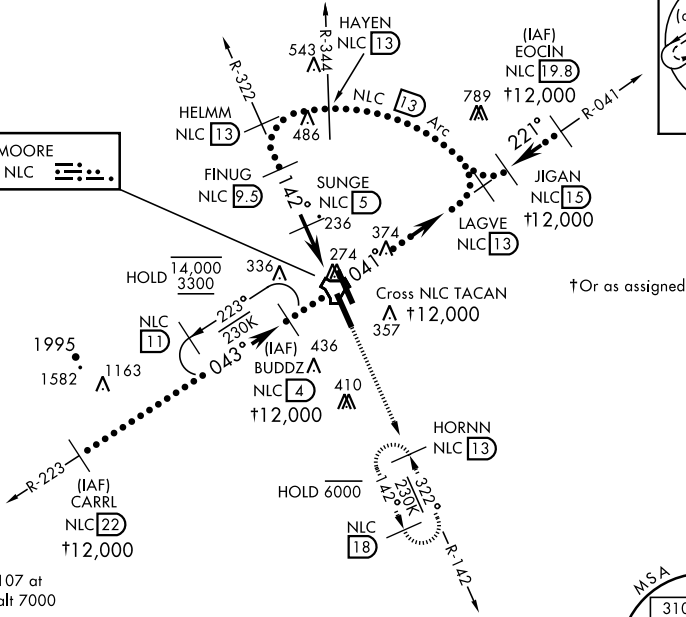 HAYEN
NLC 13
R-344
543
(IAF)
EOCIN
NLC 19.8
†12,000
R-041
R-322
HELMM
NLC 13
486
NLC 13 Arc
789
221°
MOORE
NLC
FINUG
NLC 9.5
142°
SUNGE
NLC 5
236
JIGAN
NLC 15
†12,000
LAGVE
NLC 13
374
274
041°
HOLD 14,000
3300
336
†Or as assigned
Cross NLC TACAN
†12,000
357
223°
230K
NLC
11
043°
(IAF)
BUDDZ
NLC 4
†12,000
436
410
1995
1582
1163
R-223
(IAF)
CARRL
NLC 22
†12,000
HORNN
NLC 13
HOLD 6000
142°
230K
322°
NLC
18
R-142
107 at
alt 7000
MSA
310